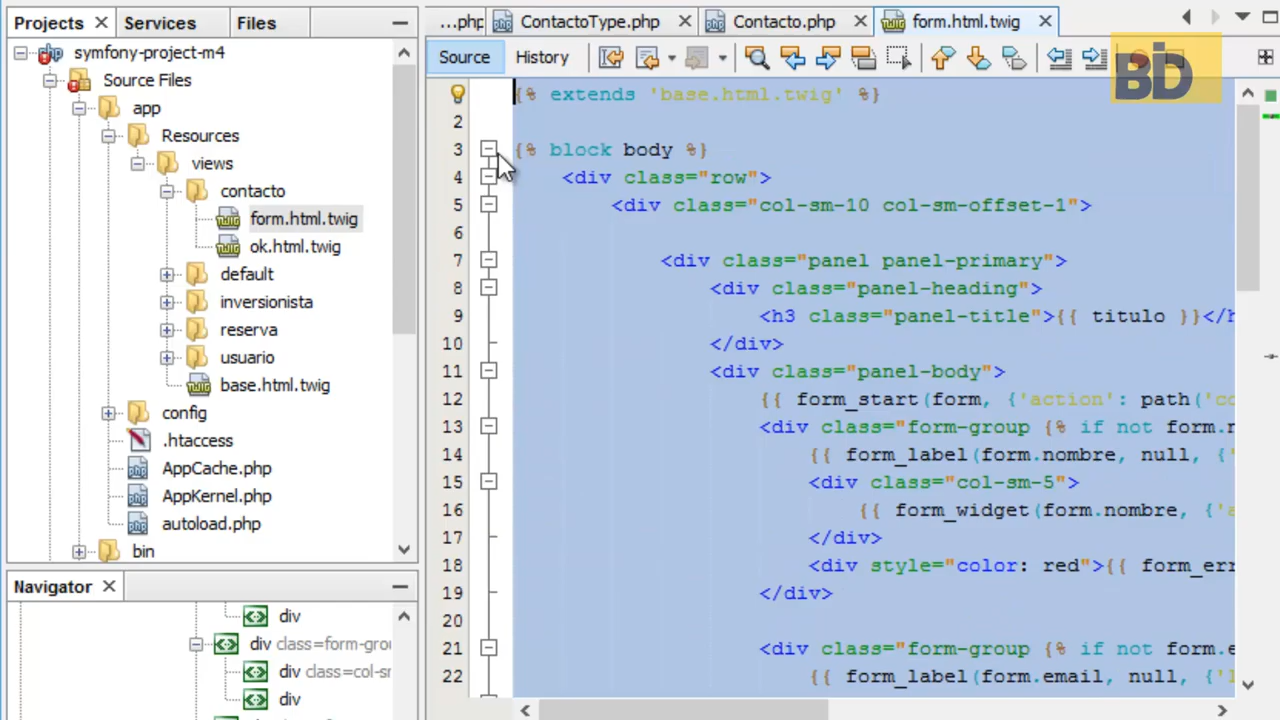 Projects
Services
Files
...php
ContactoType.php
Contacto.php
form.html.twig
symfony-project-m4
Source Files
app
Resources
views
contacto
form.html.twig
ok.html.twig
default
inversionista
reserva
usuario
base.html.twig
config
.htaccess
AppCache.php
AppKernel.php
autoload.php
bin
Navigator
div
div class=form-grou
div class=col-sm
div
Source
History
BiD
{% extends 'base.html.twig' %}
2
3 {% block body %}
4 <div class="row">
5 <div class="col-sm-10 col-sm-offset-1">
6
7 <div class="panel panel-primary">
8 <div class="panel-heading">
9 <h3 class="panel-title">{{ titulo }}</h
10 </div>
11 <div class="panel-body">
12 {{ form_start(form, {'action': path('co
13 <div class="form-group {% if not form.n
14 {{ form_label(form.nombre, null, {'
15 <div class="col-sm-5">
16 {{ form_widget(form.nombre, {'a
17 </div>
18 <div style="color: red">{{ form_err
19 </div>
20
21 <div class="form-group {% if not form.e
22 {{ form_label(form.email, null, {'l